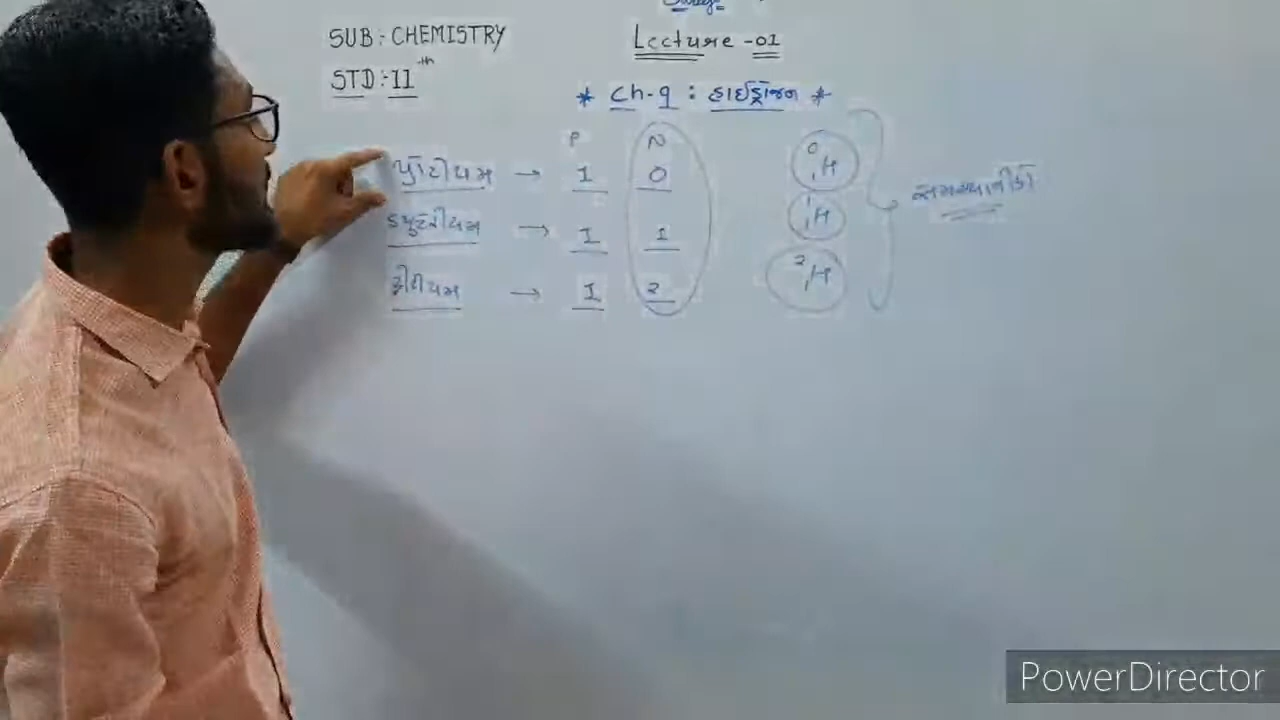 SUB:- CHEMISTRY
Lecture -01
STD:- 11th
* Ch-9 : હાઈડ્રોજન *
P N
પ્રોટીયમ → 1 0 ⁰₁H
ડ્યુટેરીયમ → 1 1 ¹₁H
ટ્રીટીયમ → 1 2 ²₁H
સમસ્થાનીકો
PowerDirector